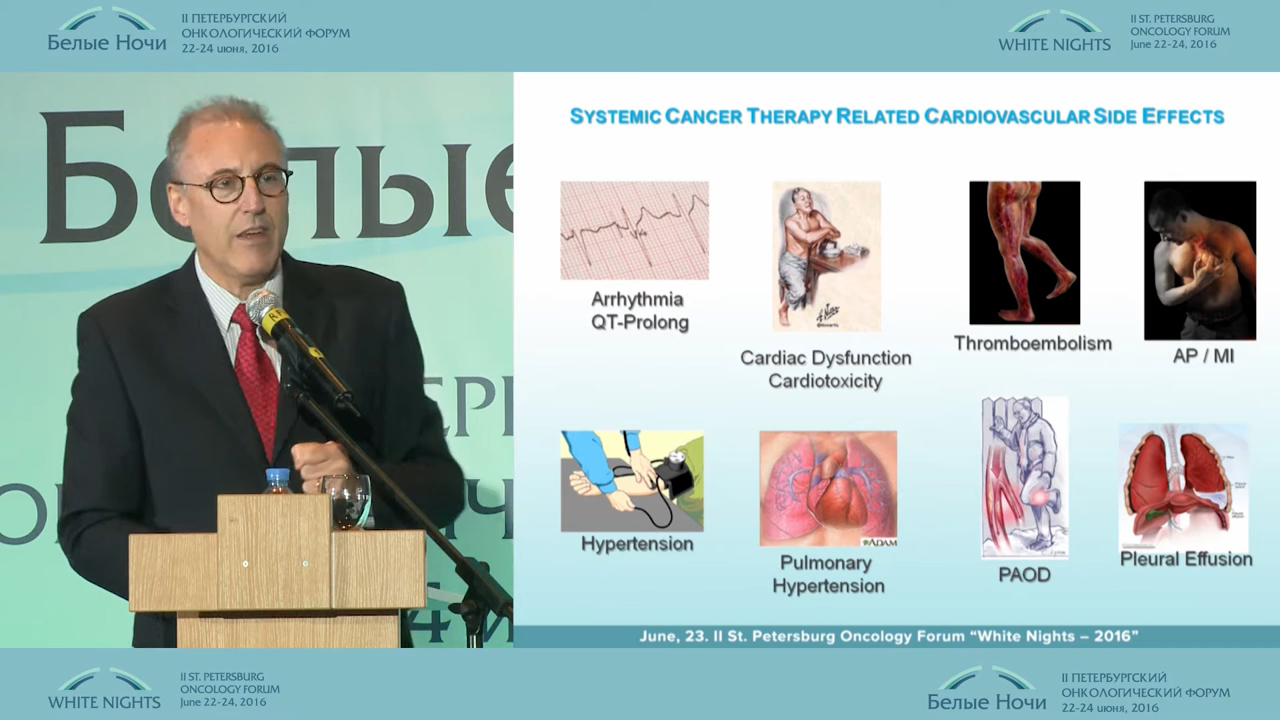 Белые Ночи
II ПЕТЕРБУРГСКИЙ
ОНКОЛОГИЧЕСКИЙ ФОРУМ
22-24 июня, 2016
WHITE NIGHTS
II ST. PETERSBURG
ONCOLOGY FORUM
June 22-24, 2016
SYSTEMIC CANCER THERAPY RELATED CARDIOVASCULAR SIDE EFFECTS
Arrhythmia
QT-Prolong
Cardiac Dysfunction
Cardiotoxicity
Thromboembolism
AP / MI
Hypertension
ADAM
Pulmonary
Hypertension
PAOD
Pleural Effusion
June, 23. II St. Petersburg Oncology Forum “White Nights – 2016”
WHITE NIGHTS
II ST. PETERSBURG
ONCOLOGY FORUM
June 22-24, 2016
Белые Ночи
II ПЕТЕРБУРГСКИЙ
ОНКОЛОГИЧЕСКИЙ ФОРУМ
22-24 июня, 2016